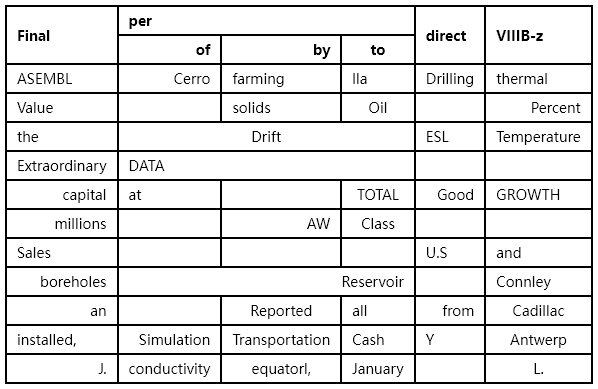 Final per direct VIIIB-z
of by to
ASEMBL Cerro farming lla Drilling thermal
Value solids Oil Percent
the Drift ESL Temperature
Extraordinary DATA
capital at TOTAL Good GROWTH
millions AW Class
Sales U.S and
boreholes Reservoir Connley
an Reported all from Cadillac
installed, Simulation Transportation Cash Y Antwerp
J. conductivity equatorl, January L.